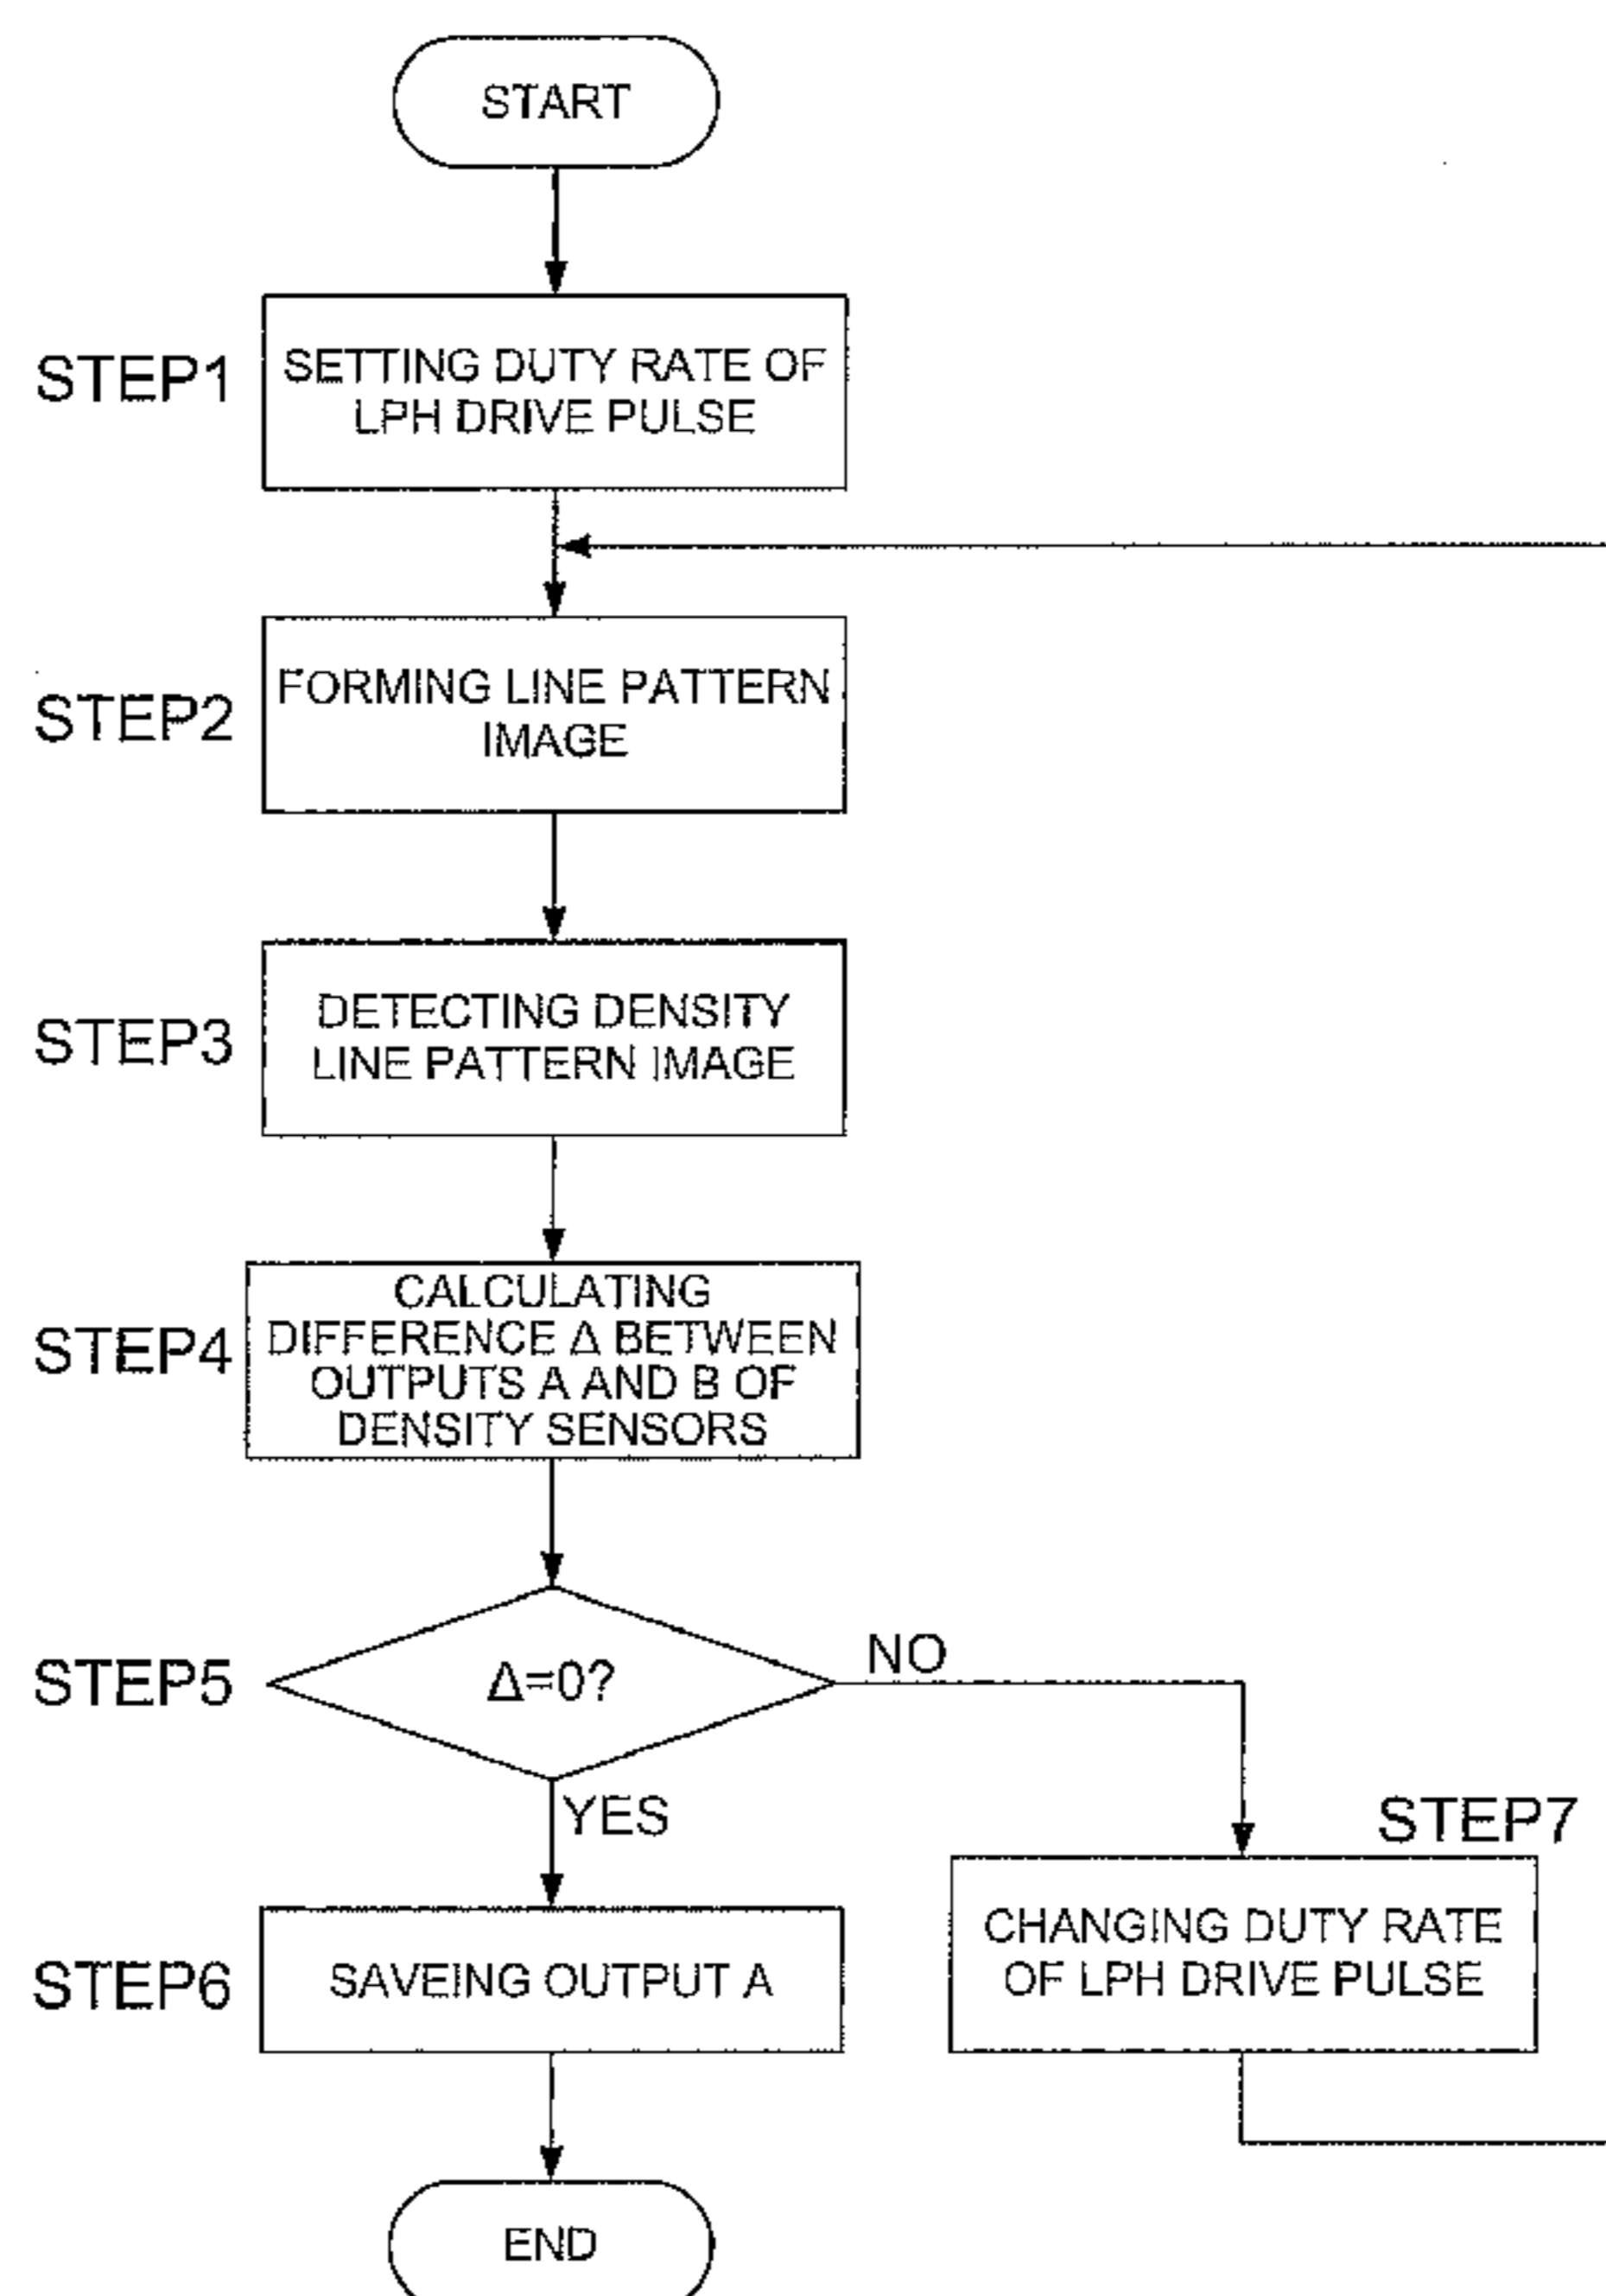 START
STEP1
SETTING DUTY RATE OF
LPH DRIVE PULSE
STEP2
FORMING LINE PATTERN
IMAGE
STEP3
DETECTING DENSITY
LINE PATTERN IMAGE
STEP4
CALCULATING
DIFFERENCE Δ BETWEEN
OUTPUTS A AND B OF
DENSITY SENSORS
STEP5
Δ=0?
NO
YES
STEP7
CHANGING DUTY RATE
OF LPH DRIVE PULSE
STEP6
SAVEING OUTPUT A
END